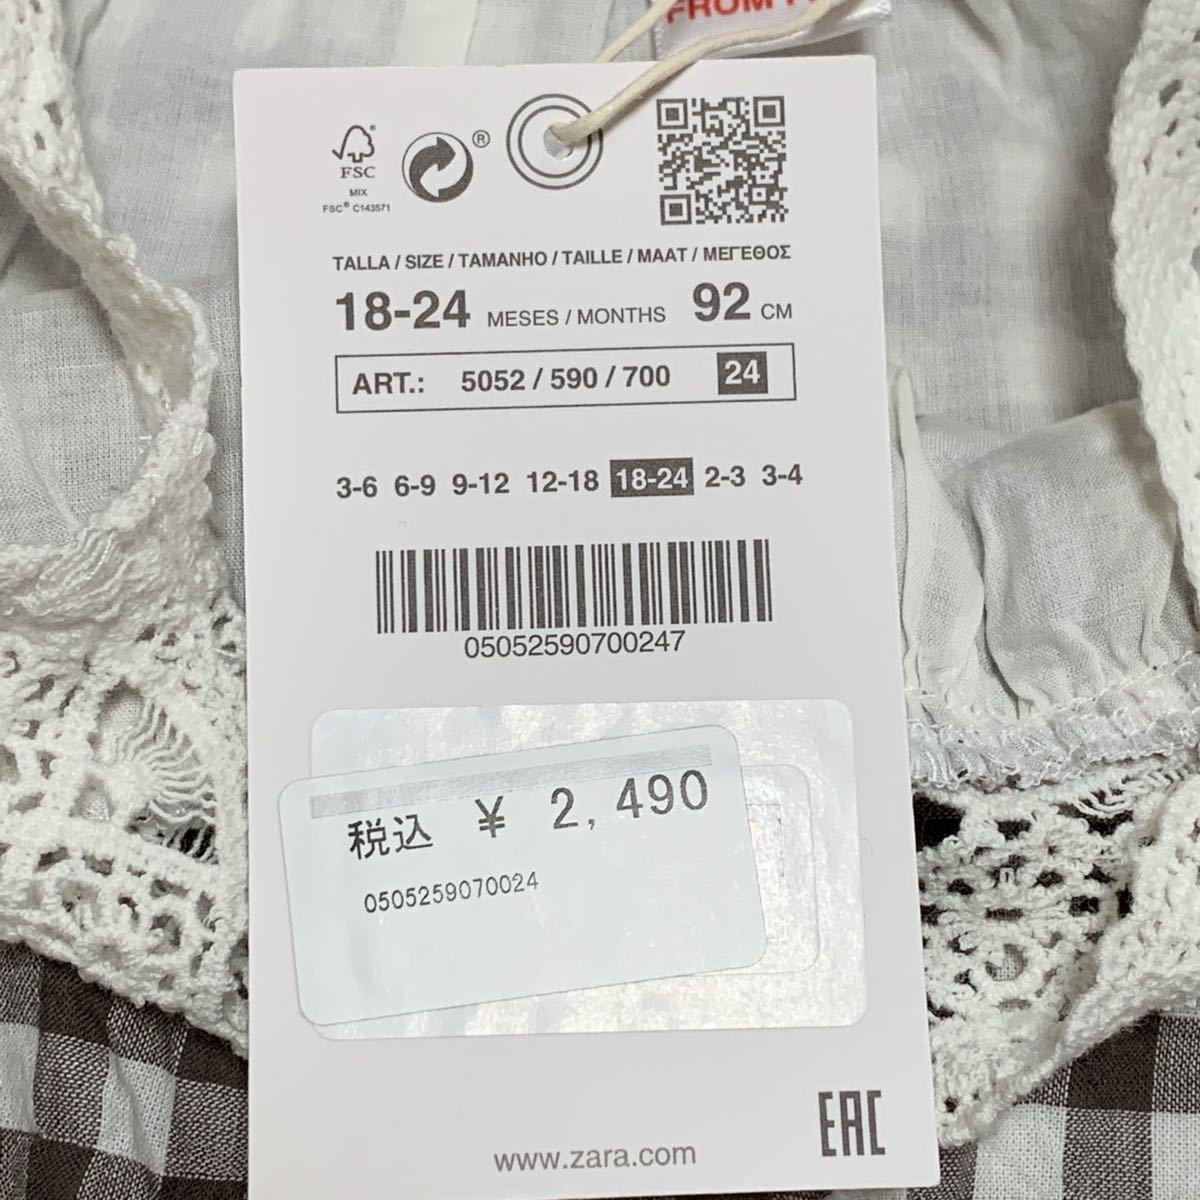 FROM
FSC
MIX
FSC® C143571
®
TALLA / SIZE / TAMANHO / TAILLE / MAAT / ΜΕΓΕΘΟΣ
18-24 MESES / MONTHS 92 CM
ART.: 5052 / 590 / 700 24
3-6 6-9 9-12 12-18 18-24 2-3 3-4
05052590700247
税込 ¥ 2,490
0505259070024
EAC
www.zara.com